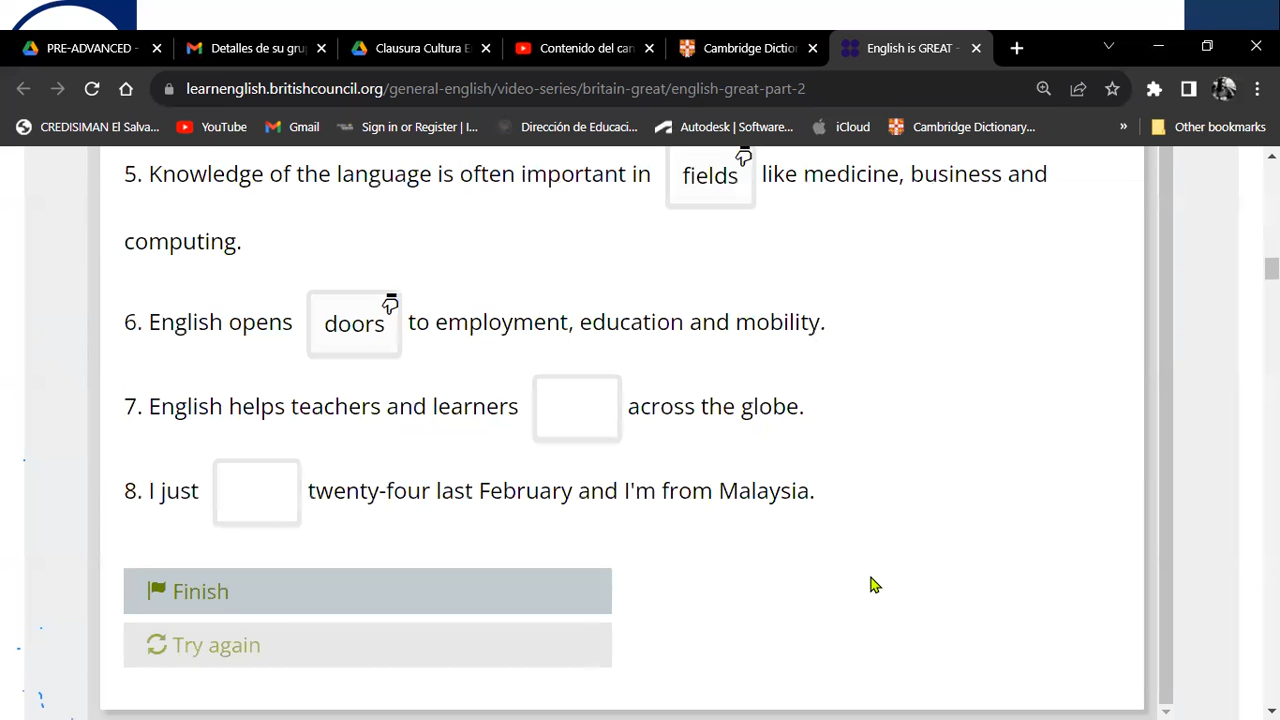 PRE-ADVANCED -
Detalles de su gru
Clausura Cultura E
Contenido del can
Cambridge Diction
English is GREAT -
learnenglish.britishcouncil.org/general-english/video-series/britain-great/english-great-part-2
CREDISIMAN El Salva...
YouTube
Gmail
Sign in or Register | I...
Dirección de Educaci...
Autodesk | Software...
iCloud
Cambridge Dictionary...
»
Other bookmarks
5. Knowledge of the language is often important in fields like medicine, business and
computing.
6. English opens doors to employment, education and mobility.
7. English helps teachers and learners across the globe.
8. I just twenty-four last February and I'm from Malaysia.
Finish
Try again